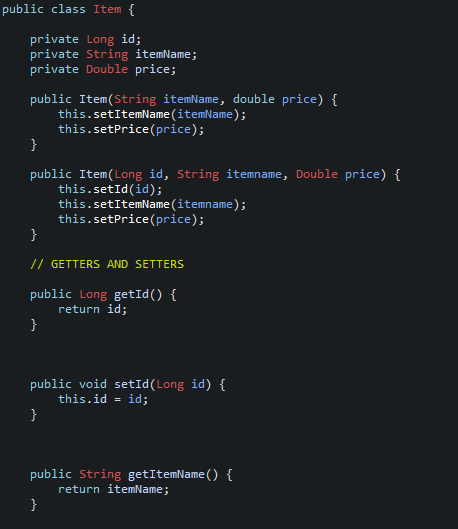 public class Item {
private Long id;
private String itemName;
private Double price;
public Item(String itemName, double price) {
this.setItemName(itemName);
this.setPrice(price);
}
public Item(Long id, String itemname, Double price) {
this.setId(id);
this.setItemName(itemname);
this.setPrice(price);
}
// GETTERS AND SETTERS
public Long getId() {
return id;
}
public void setId(Long id) {
this.id = id;
}
public String getItemName() {
return itemName;
}